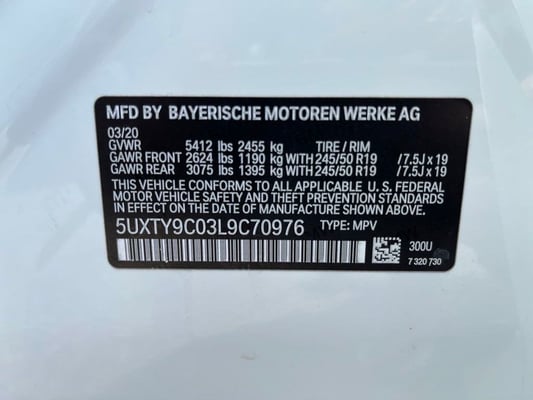 MFD BY BAYERISCHE MOTOREN WERKE AG
03/20
GVWR 5412 lbs 2455 kg TIRE / RIM
GAWR FRONT 2624 lbs 1190 kg WITH 245/50 R19 / 7.5J x 19
GAWR REAR 3075 lbs 1395 kg WITH 245/50 R19 / 7.5J x 19
THIS VEHICLE CONFORMS TO ALL APPLICABLE U. S. FEDERAL
MOTOR VEHICLE SAFETY AND THEFT PREVENTION STANDARDS
IN EFFECT ON THE DATE OF MANUFACTURE SHOWN ABOVE
5UXTY9C03L9C70976 TYPE: MPV
300U
7 320 730